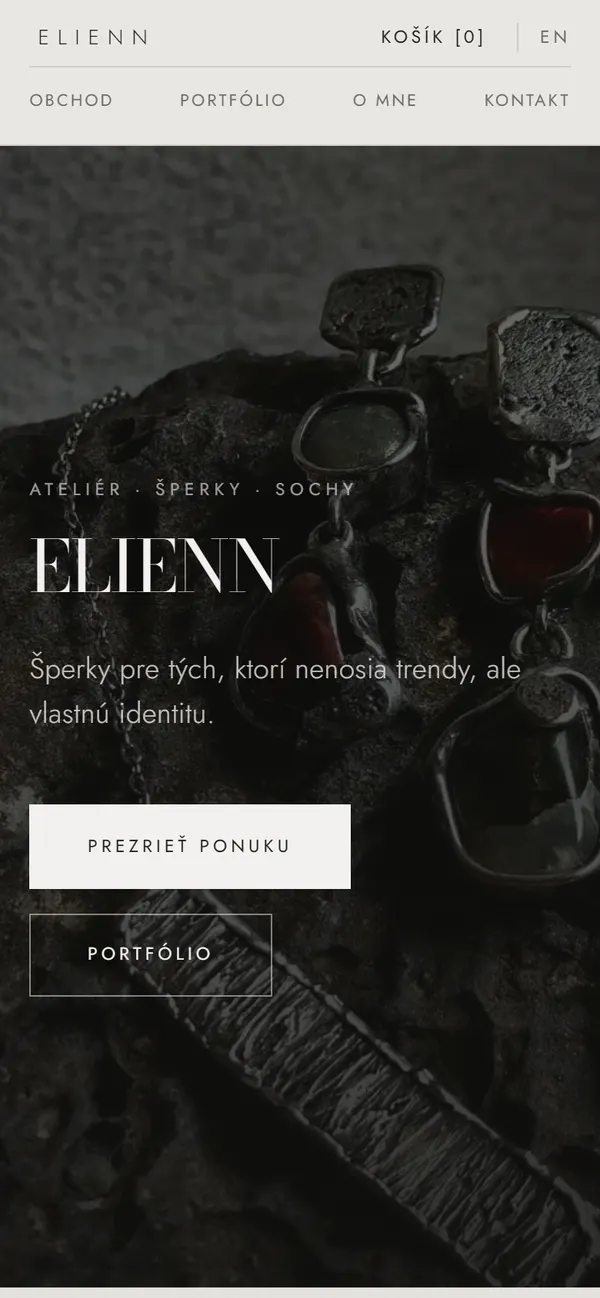 ELIENN
KOŠÍK [0]
EN
OBCHOD
PORTFÓLIO
O MNE
KONTAKT
ATELIÉR · ŠPERKY · SOCHY
ELIENN
Šperky pre tých, ktorí nenosia trendy, ale
vlastnú identitu.
PREZRIEŤ PONUKU
PORTFÓLIO